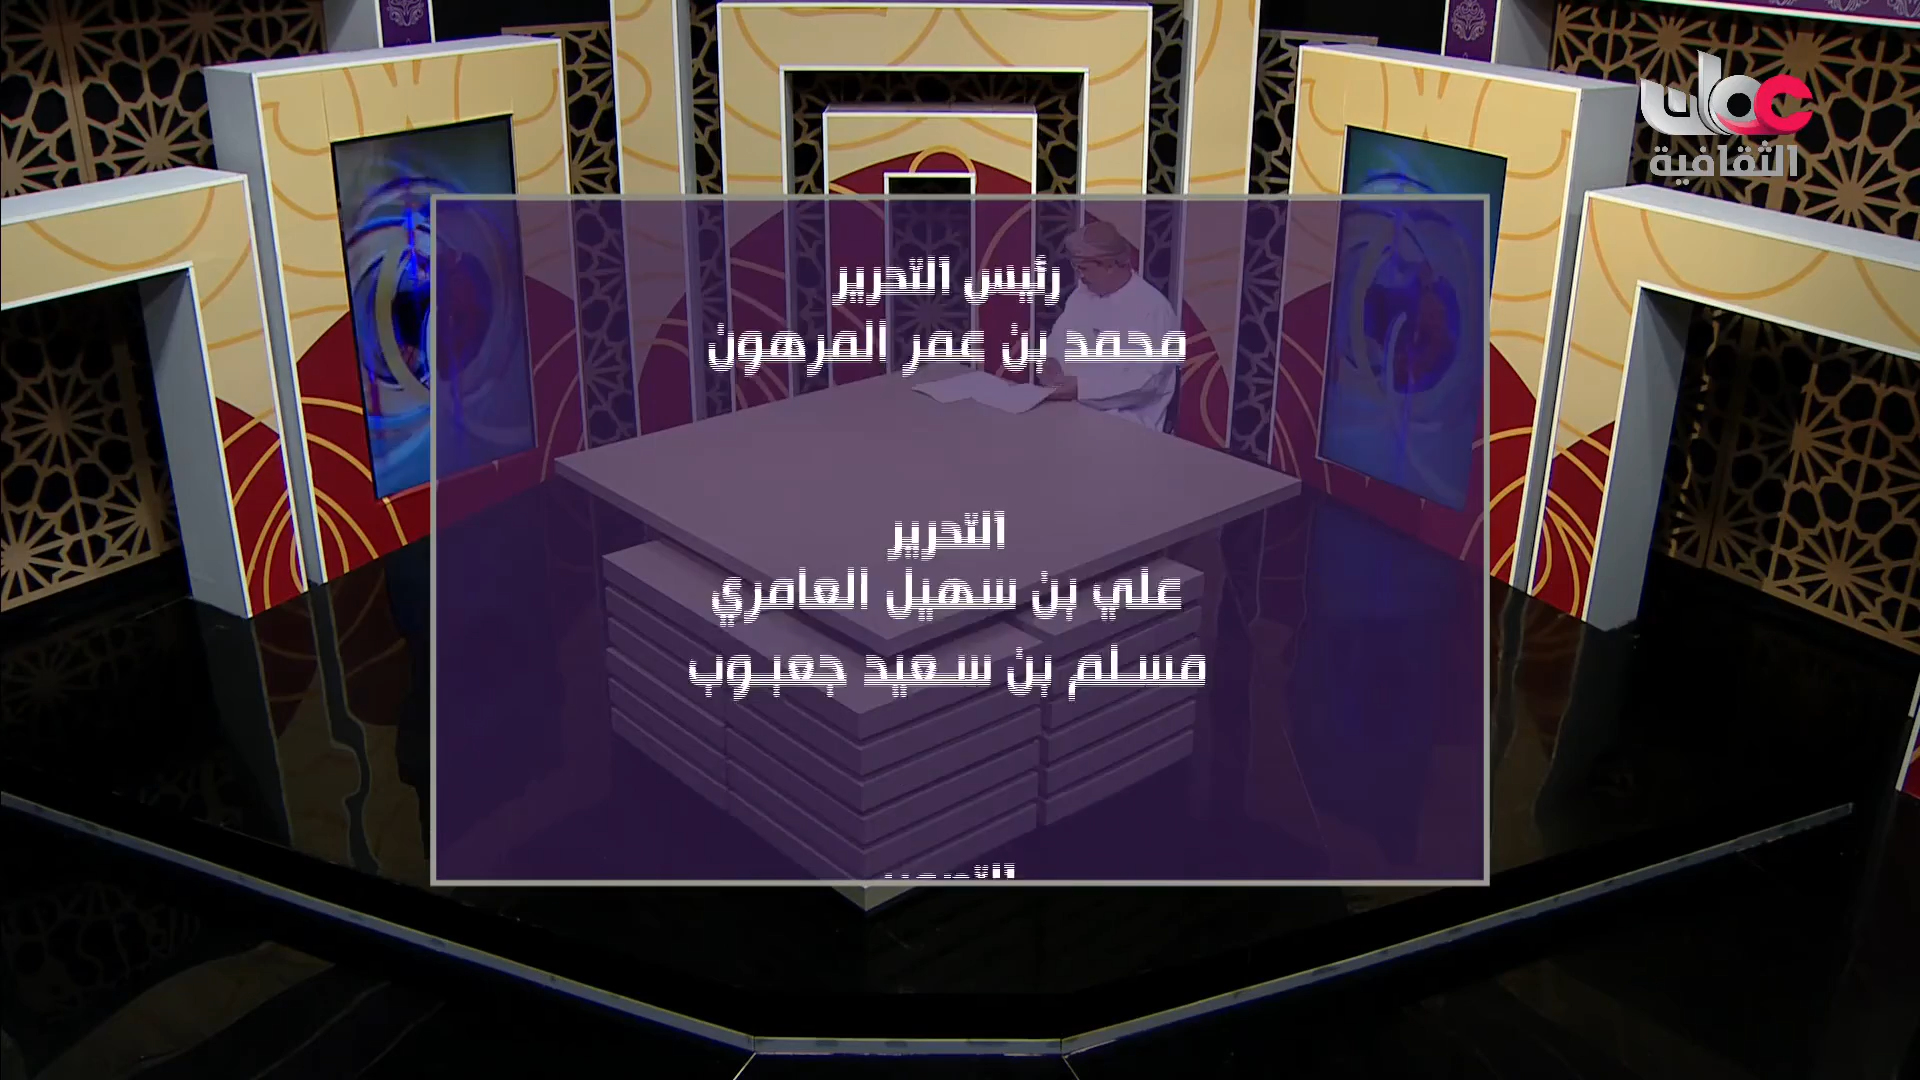 عمان
الثقافية
رئيس التحرير
محمد بن عمر المرهون
التحرير
علي بن سهيل العامري
مسلم بن سعيد جعبوب